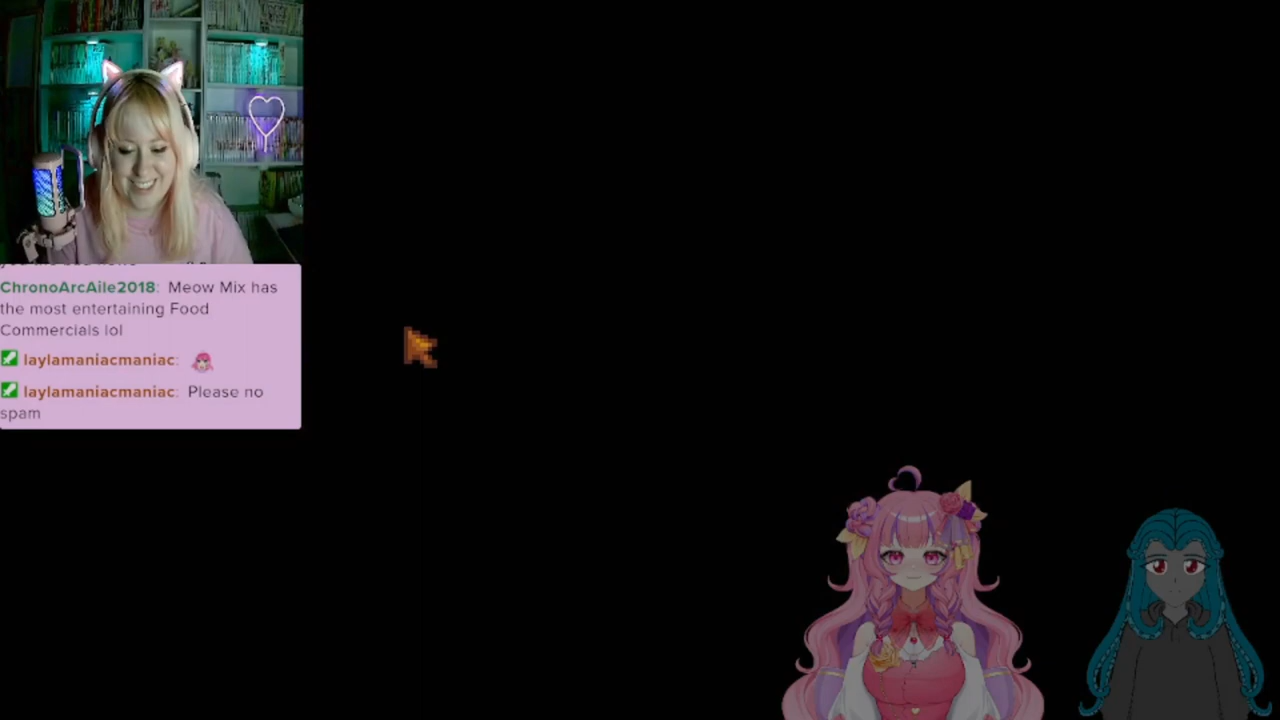 ChronoArcAile2018: Meow Mix has
the most entertaining Food
Commercials lol
laylamaniacmaniac:
laylamaniacmaniac: Please no
spam